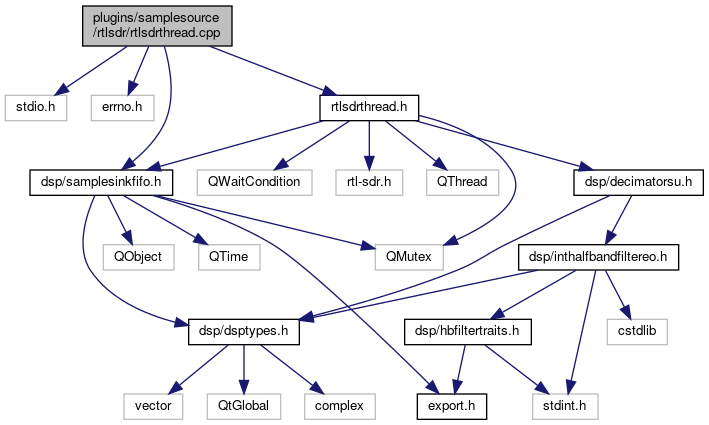 plugins/samplesource
/rtlsdr/rtlsdrthread.cpp
stdio.h
errno.h
rtlsdrthread.h
dsp/samplesinkfifo.h
QWaitCondition
rtl-sdr.h
QThread
dsp/decimatorsu.h
QObject
QTime
QMutex
dsp/inthalfbandfiltereo.h
dsp/dsptypes.h
dsp/hbfiltertraits.h
cstdlib
vector
QtGlobal
complex
export.h
stdint.h